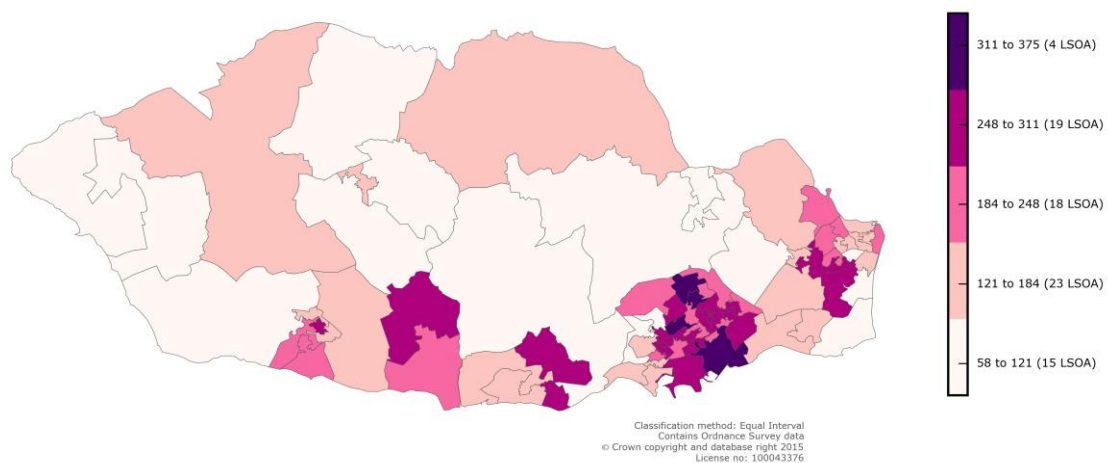 311 to 375 (4 LSOA)
248 to 311 (19 LSOA)
184 to 248 (18 LSOA)
121 to 184 (23 LSOA)
58 to 121 (15 LSOA)
Classification method: Equal Interval
Contains Ordnance Survey data
© Crown copyright and database right 2015
License no: 100043376